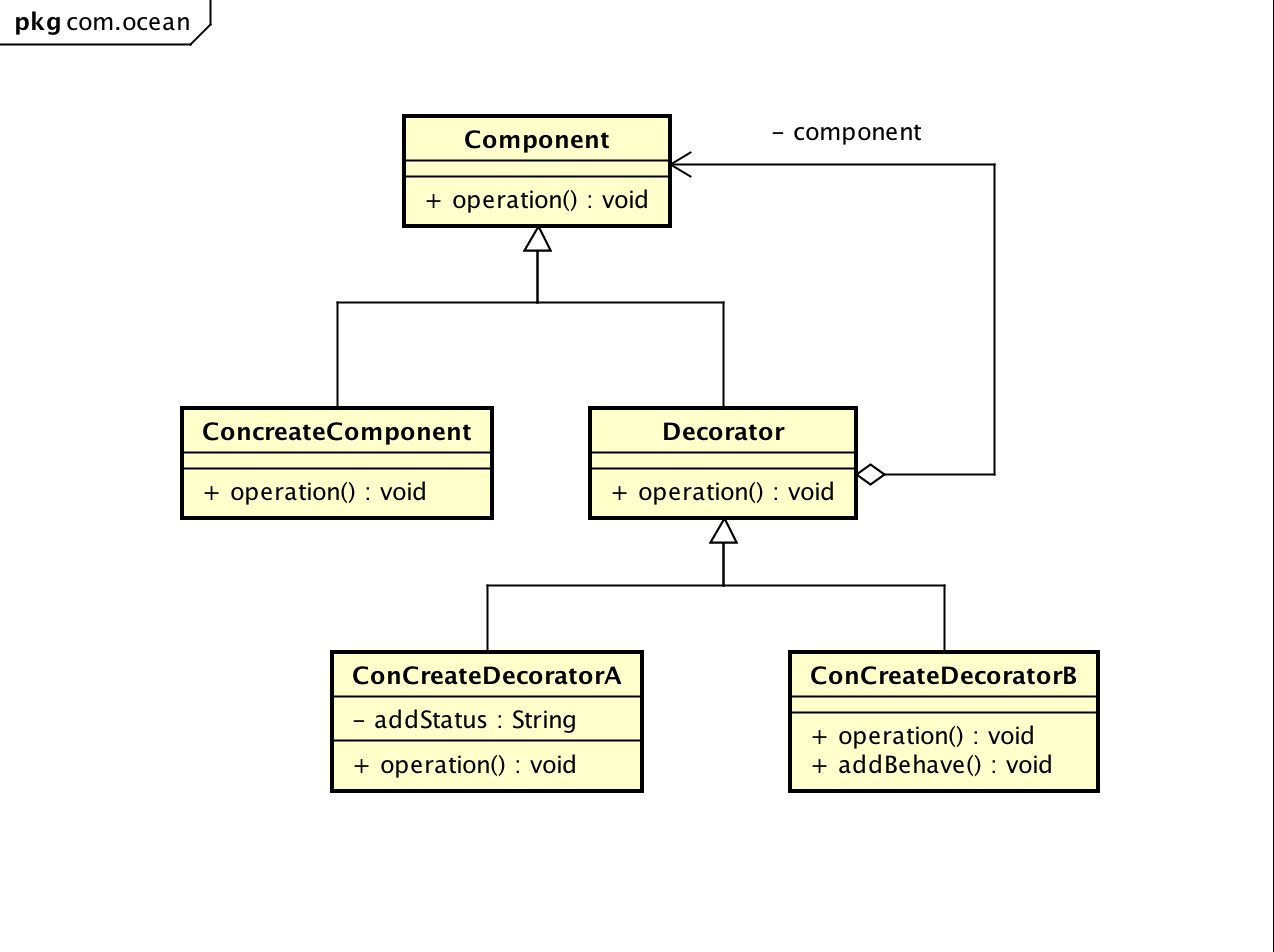 pkg com.ocean
Component
– component
+ operation() : void
ConcreateComponent
+ operation() : void
Decorator
+ operation() : void
ConCreateDecoratorA
– addStatus : String
+ operation() : void
ConCreateDecoratorB
+ operation() : void
+ addBehave() : void